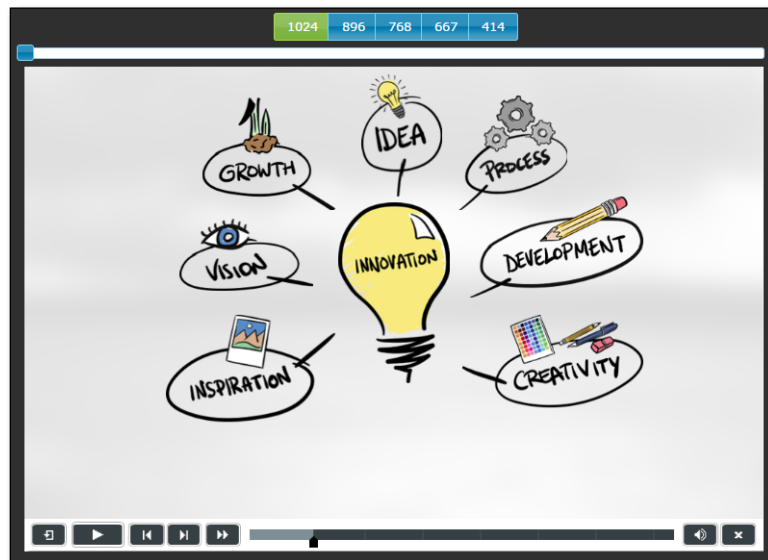 1024 896 768 667 414
IDEA
GROWTH
PROCESS
VISION
INNOVATION
DEVELOPMENT
INSPIRATION
CREATIVITY